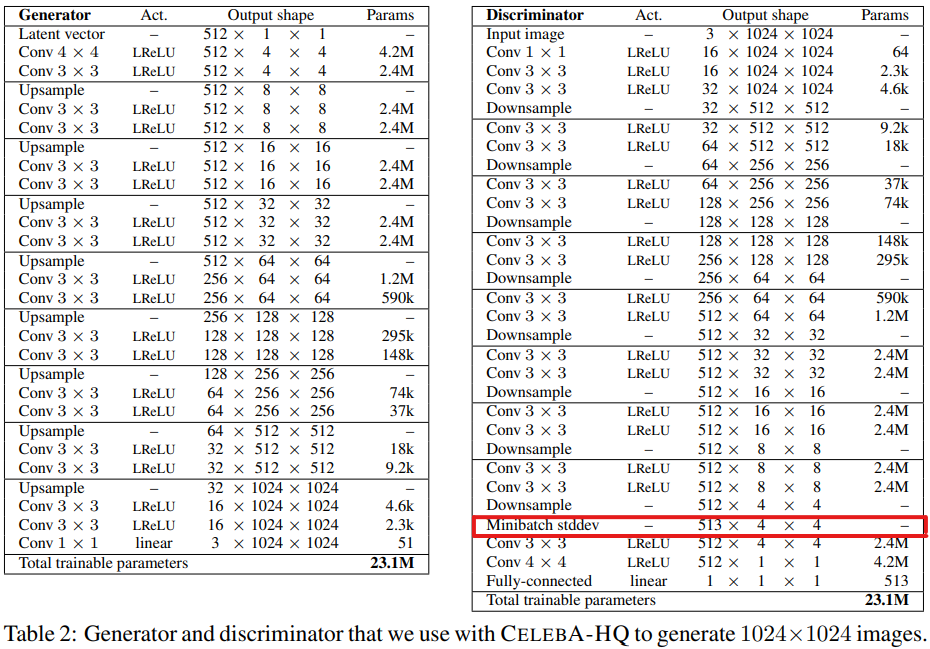 Generator Act. Output shape Params
Latent vector – 512 × 1 × 1 –
Conv 4 × 4 LReLU 512 × 4 × 4 4.2M
Conv 3 × 3 LReLU 512 × 4 × 4 2.4M
Upsample – 512 × 8 × 8 –
Conv 3 × 3 LReLU 512 × 8 × 8 2.4M
Conv 3 × 3 LReLU 512 × 8 × 8 2.4M
Upsample – 512 × 16 × 16 –
Conv 3 × 3 LReLU 512 × 16 × 16 2.4M
Conv 3 × 3 LReLU 512 × 16 × 16 2.4M
Upsample – 512 × 32 × 32 –
Conv 3 × 3 LReLU 512 × 32 × 32 2.4M
Conv 3 × 3 LReLU 512 × 32 × 32 2.4M
Upsample – 512 × 64 × 64 –
Conv 3 × 3 LReLU 256 × 64 × 64 1.2M
Conv 3 × 3 LReLU 256 × 64 × 64 590k
Upsample – 256 × 128 × 128 –
Conv 3 × 3 LReLU 128 × 128 × 128 295k
Conv 3 × 3 LReLU 128 × 128 × 128 148k
Upsample – 128 × 256 × 256 –
Conv 3 × 3 LReLU 64 × 256 × 256 74k
Conv 3 × 3 LReLU 64 × 256 × 256 37k
Upsample – 64 × 512 × 512 –
Conv 3 × 3 LReLU 32 × 512 × 512 18k
Conv 3 × 3 LReLU 32 × 512 × 512 9.2k
Upsample – 32 × 1024 × 1024 –
Conv 3 × 3 LReLU 16 × 1024 × 1024 4.6k
Conv 3 × 3 LReLU 16 × 1024 × 1024 2.3k
Conv 1 × 1 linear 3 × 1024 × 1024 51
Total trainable parameters 23.1M
Discriminator Act. Output shape Params
Input image – 3 × 1024 × 1024 –
Conv 1 × 1 LReLU 16 × 1024 × 1024 64
Conv 3 × 3 LReLU 16 × 1024 × 1024 2.3k
Conv 3 × 3 LReLU 32 × 1024 × 1024 4.6k
Downsample – 32 × 512 × 512 –
Conv 3 × 3 LReLU 32 × 512 × 512 9.2k
Conv 3 × 3 LReLU 64 × 512 × 512 18k
Downsample – 64 × 256 × 256 –
Conv 3 × 3 LReLU 64 × 256 × 256 37k
Conv 3 × 3 LReLU 128 × 256 × 256 74k
Downsample – 128 × 128 × 128 –
Conv 3 × 3 LReLU 128 × 128 × 128 148k
Conv 3 × 3 LReLU 256 × 128 × 128 295k
Downsample – 256 × 64 × 64 –
Conv 3 × 3 LReLU 256 × 64 × 64 590k
Conv 3 × 3 LReLU 512 × 64 × 64 1.2M
Downsample – 512 × 32 × 32 –
Conv 3 × 3 LReLU 512 × 32 × 32 2.4M
Conv 3 × 3 LReLU 512 × 32 × 32 2.4M
Downsample – 512 × 16 × 16 –
Conv 3 × 3 LReLU 512 × 16 × 16 2.4M
Conv 3 × 3 LReLU 512 × 16 × 16 2.4M
Downsample – 512 × 8 × 8 –
Conv 3 × 3 LReLU 512 × 8 × 8 2.4M
Conv 3 × 3 LReLU 512 × 8 × 8 2.4M
Downsample – 512 × 4 × 4 –
Minibatch stddev – 513 × 4 × 4 –
Conv 3 × 3 LReLU 512 × 4 × 4 2.4M
Conv 4 × 4 LReLU 512 × 1 × 1 4.2M
Fully-connected linear 1 × 1 × 1 513
Total trainable parameters 23.1M
Table 2: Generator and discriminator that we use with CELEBA-HQ to generate 1024×1024 images.